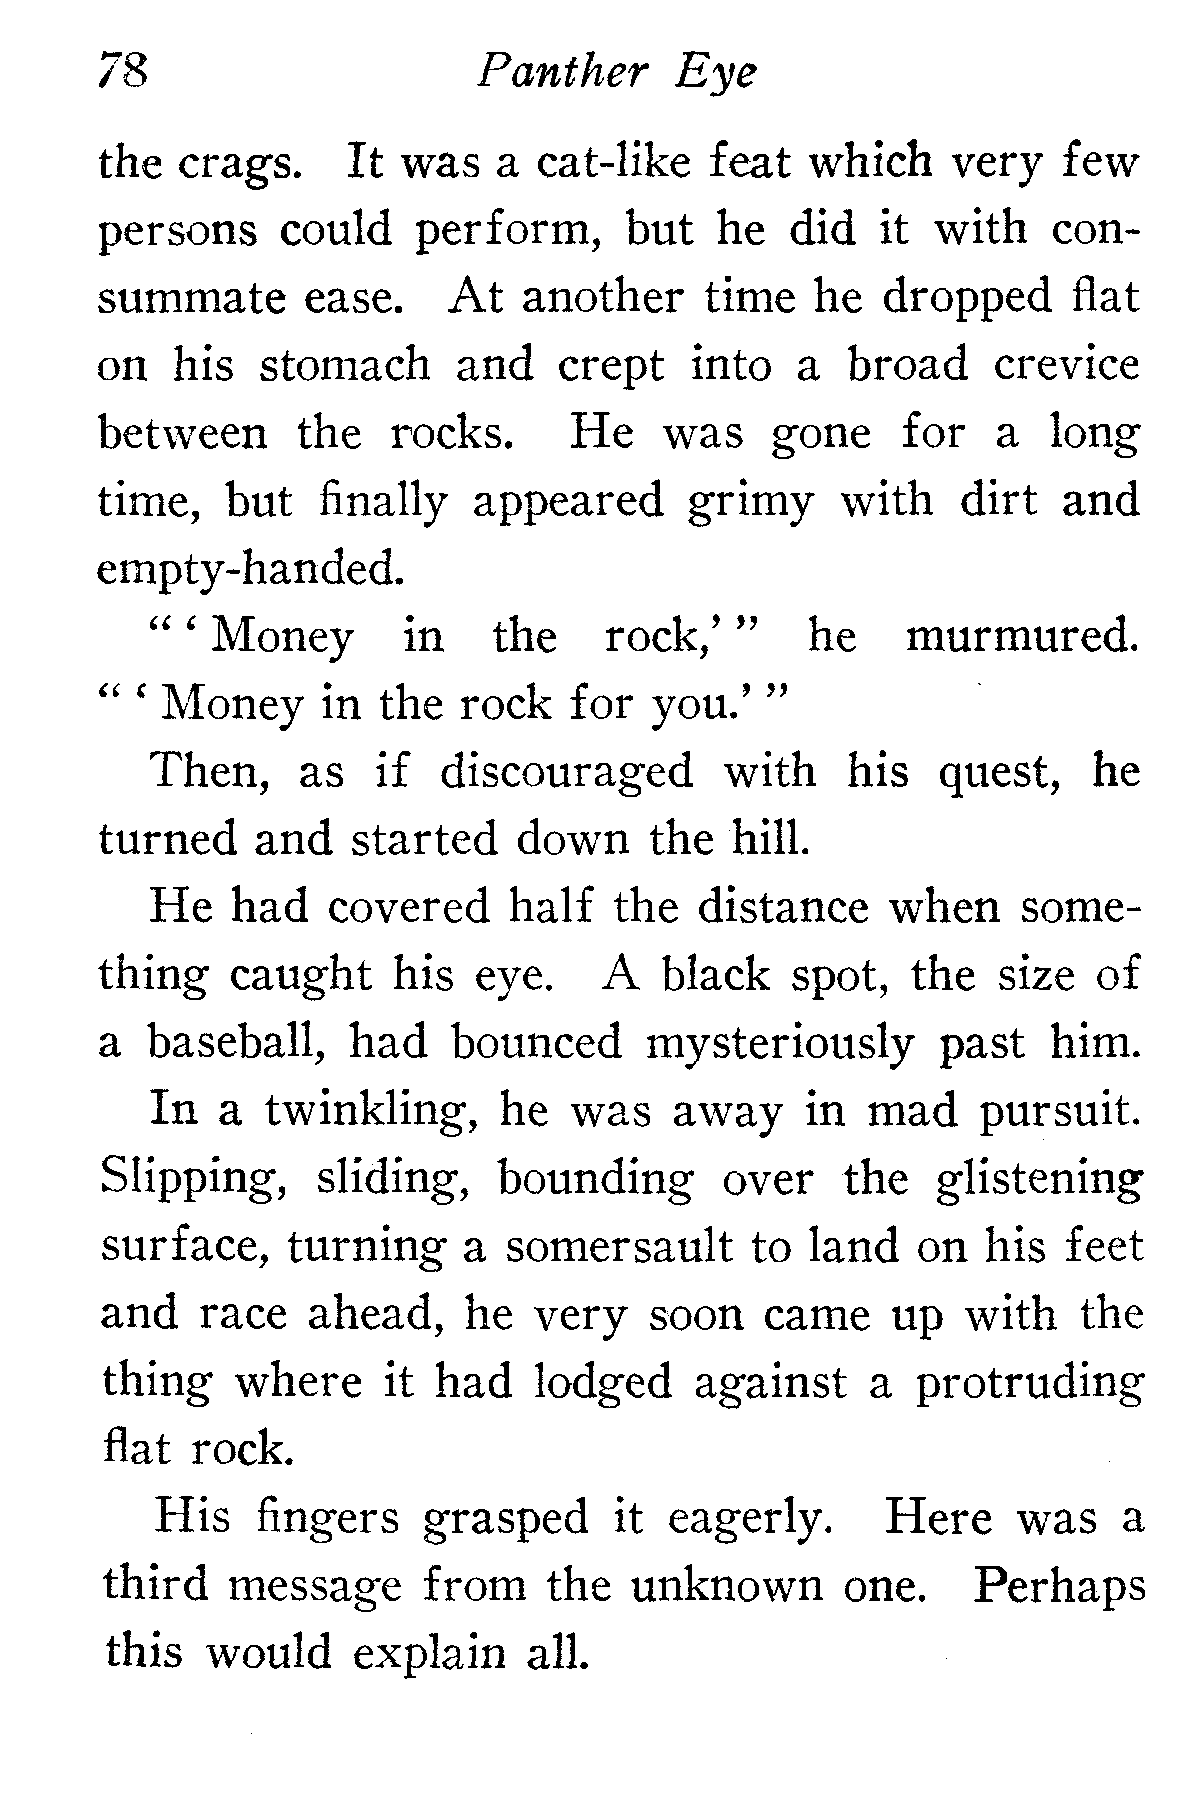 78 Panther Eye
the crags. It was a cat-like feat which very few
persons could perform, but he did it with con-
summate ease. At another time he dropped flat
on his stomach and crept into a broad crevice
between the rocks. He was gone for a long
time, but finally appeared grimy with dirt and
empty-handed.
“ ‘ Money in the rock,’ ” he murmured.
“ ‘ Money in the rock for you.’ ”
Then, as if discouraged with his quest, he
turned and started down the hill.
He had covered half the distance when some-
thing caught his eye. A black spot, the size of
a baseball, had bounced mysteriously past him.
In a twinkling, he was away in mad pursuit.
Slipping, sliding, bounding over the glistening
surface, turning a somersault to land on his feet
and race ahead, he very soon came up with the
thing where it had lodged against a protruding
flat rock.
His fingers grasped it eagerly. Here was a
third message from the unknown one. Perhaps
this would explain all.